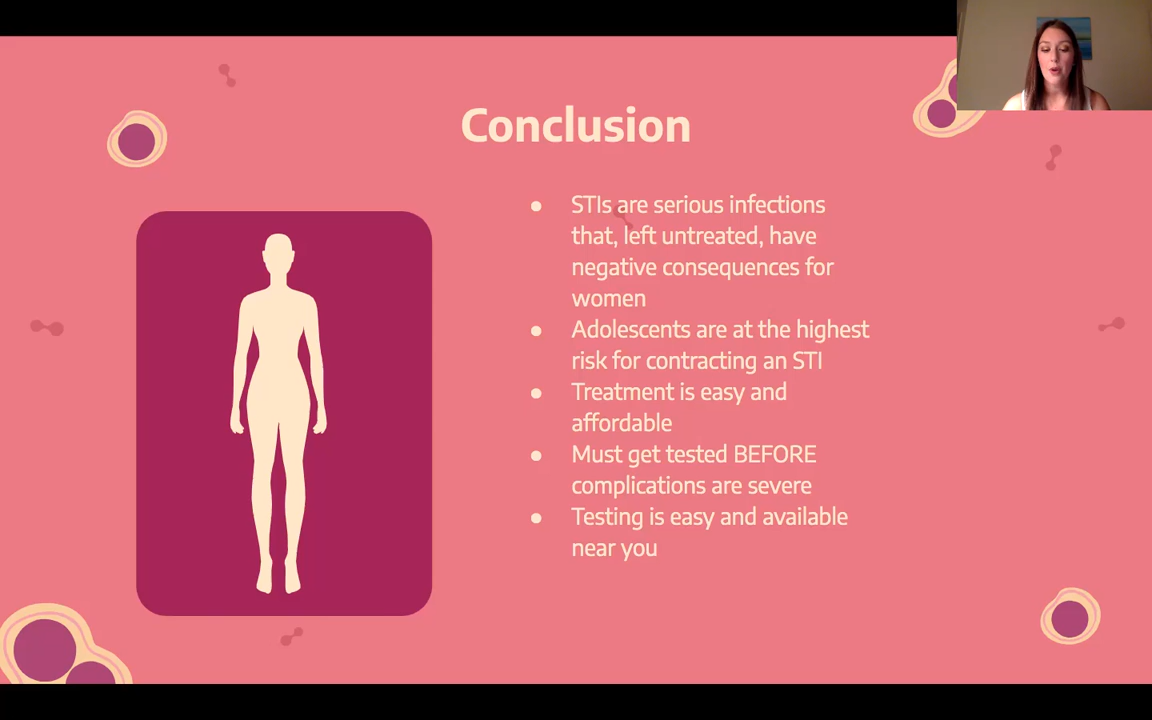 Conclusion
● STIs are serious infections
that, left untreated, have
negative consequences for
women
● Adolescents are at the highest
risk for contracting an STI
● Treatment is easy and
affordable
● Must get tested BEFORE
complications are severe
● Testing is easy and available
near you